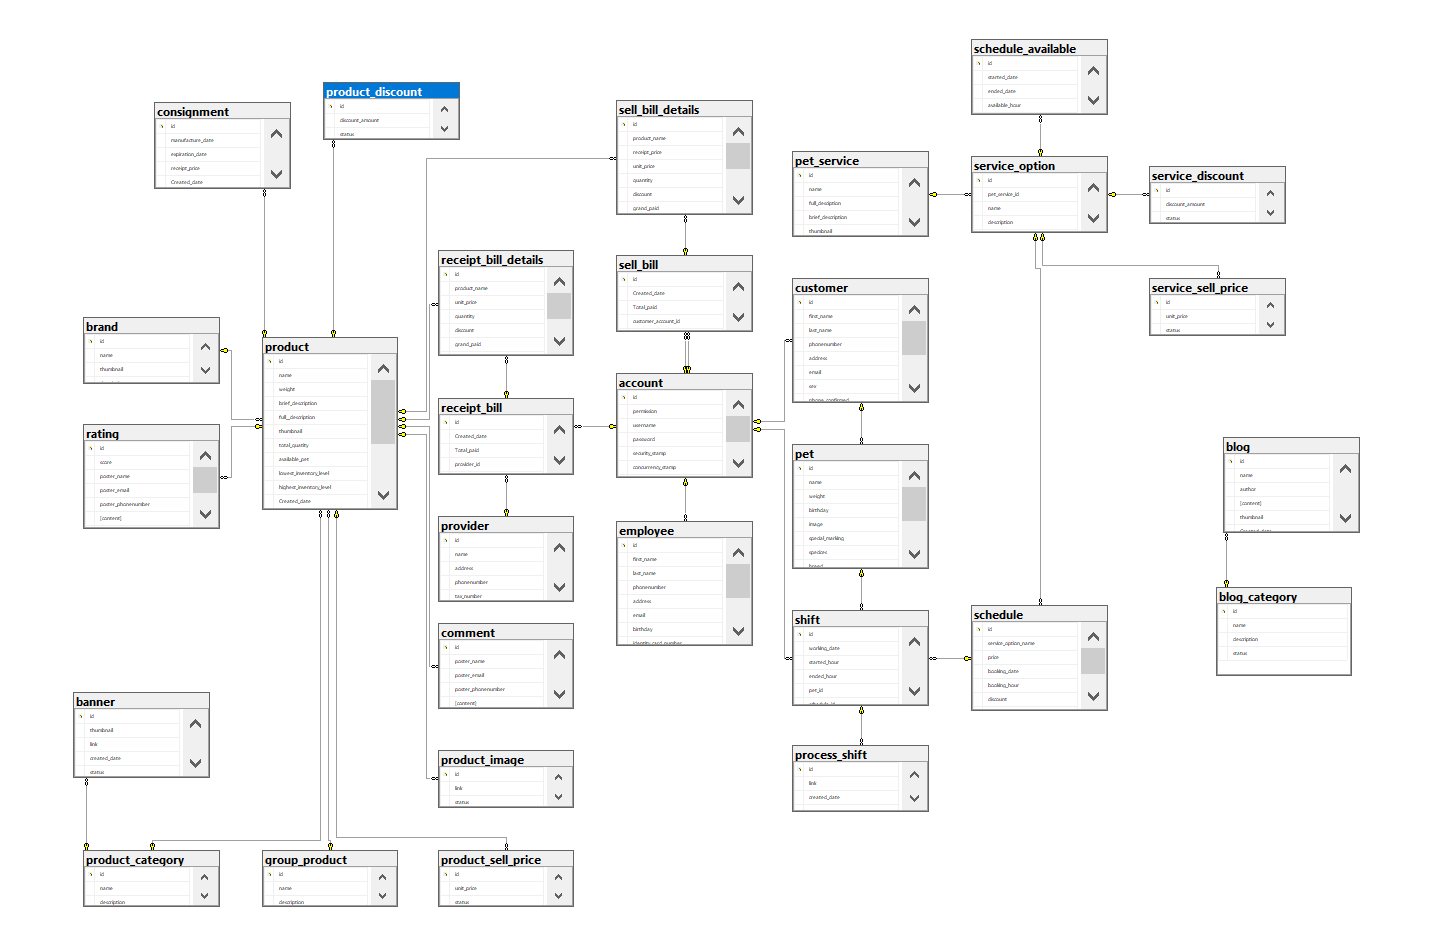 schedule_available
id
started_date
ended_date
available_hour
product_discount
id
discount_amount
status
consignment
id
manufacture_date
expiration_date
receipt_price
Created_date
sell_bill_details
id
product_name
receipt_price
unit_price
quantity
discount
grand_paid
pet_service
id
name
full_desciption
brief_description
thumbnail
service_option
id
pet_service_id
name
description
service_discount
id
discount_amount
status
receipt_bill_details
id
product_name
unit_price
quantity
discount
grand_paid
sell_bill
id
Created_date
Total_paid
customer_account_id
customer
id
first_name
last_name
phonenumber
address
email
sex
phone_confirmed
service_sell_price
id
unit_price
status
brand
id
name
thumbnail
product
id
name
weight
brief_description
full_description
thumbnail
total_quantity
available_pet
lowest_inventory_level
highest_inventory_level
Created_date
account
id
permission
username
password
security_stamp
concurrency_stamp
receipt_bill
id
Created_date
Total_paid
provider_id
rating
id
score
poster_name
poster_email
poster_phonenumber
[content]
pet
id
name
weight
birthday
image
special_marking
species
breed
blog
id
name
author
[content]
thumbnail
Created_date
provider
id
name
address
phonenumber
tax_number
employee
id
first_name
last_name
phonenumber
address
email
birthday
identity_card_number
blog_category
id
name
description
status
shift
id
working_date
started_hour
ended_hour
pet_id
schedule_id
schedule
id
service_option_name
price
booking_date
booking_hour
discount
comment
id
poster_name
poster_email
poster_phonenumber
[content]
banner
id
thumbnail
link
created_date
status
product_image
id
link
status
process_shift
id
link
created_date
product_category
id
name
description
group_product
id
name
description
product_sell_price
id
unit_price
status